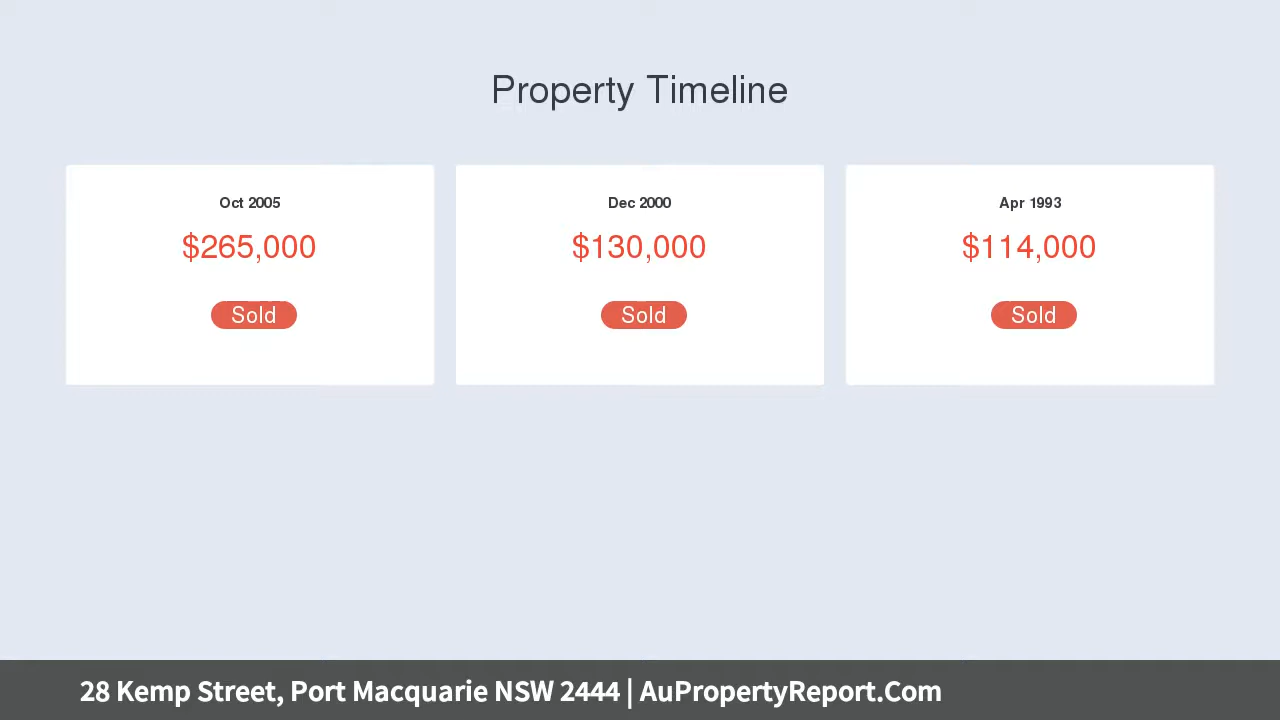 Property Timeline
Oct 2005
$265,000
Sold
Dec 2000
$130,000
Sold
Apr 1993
$114,000
Sold
28 Kemp Street, Port Macquarie NSW 2444 | AuPropertyReport.Com